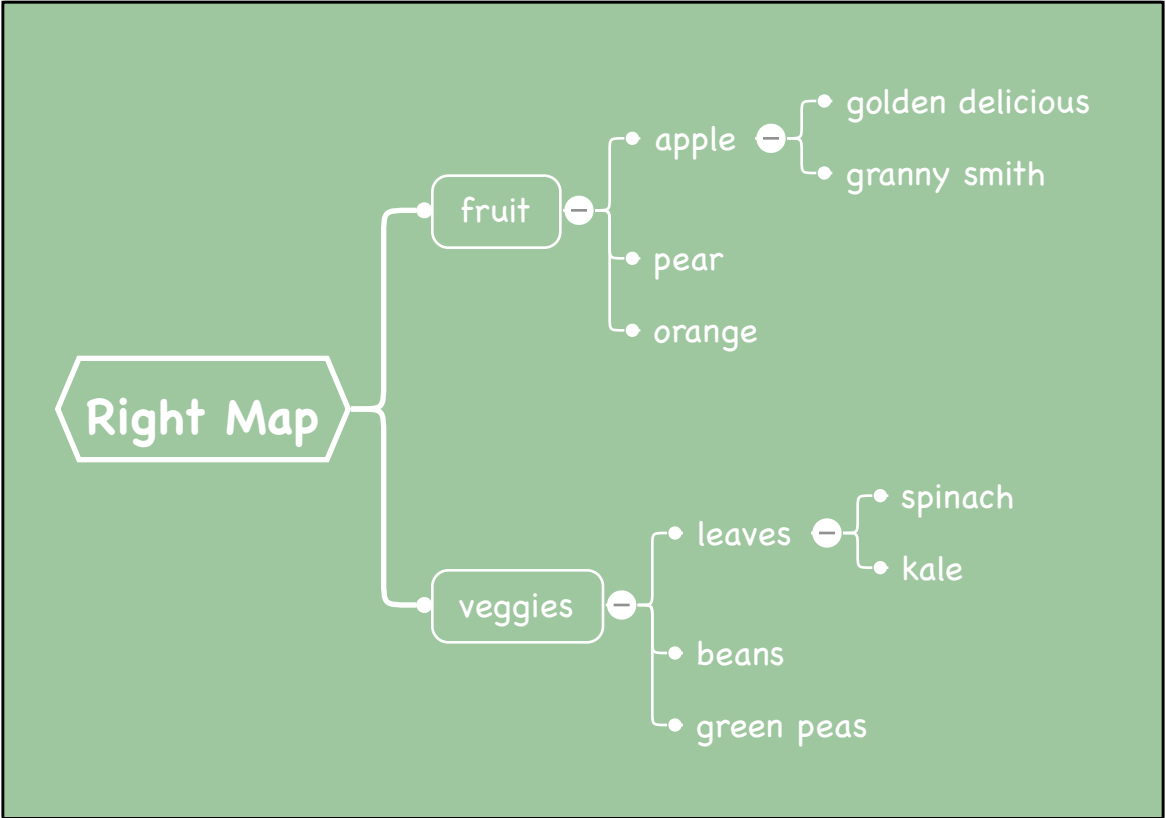 Right Map
fruit
apple
golden delicious
granny smith
pear
orange
veggies
leaves
spinach
kale
beans
green peas